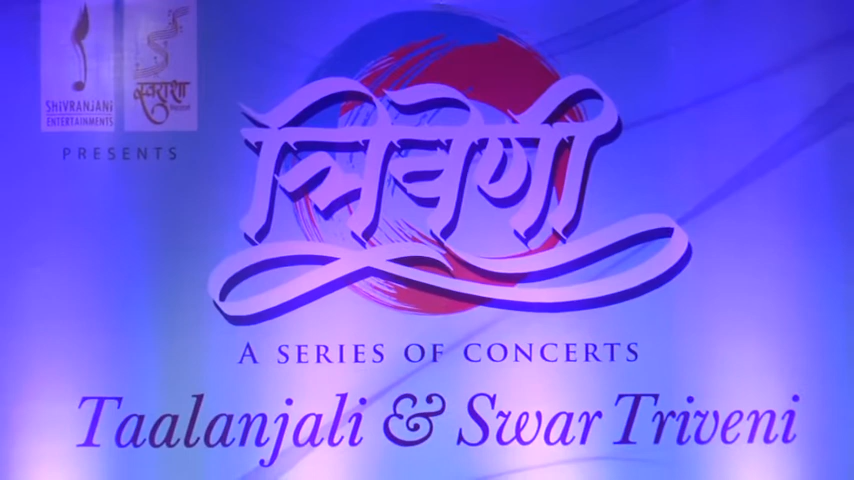 SHIVRANJANI
ENTERTAINMENTS
स्वराशा
PRESENTS
त्रिवेणी
A SERIES OF CONCERTS
Taalanjali & Swar Triveni